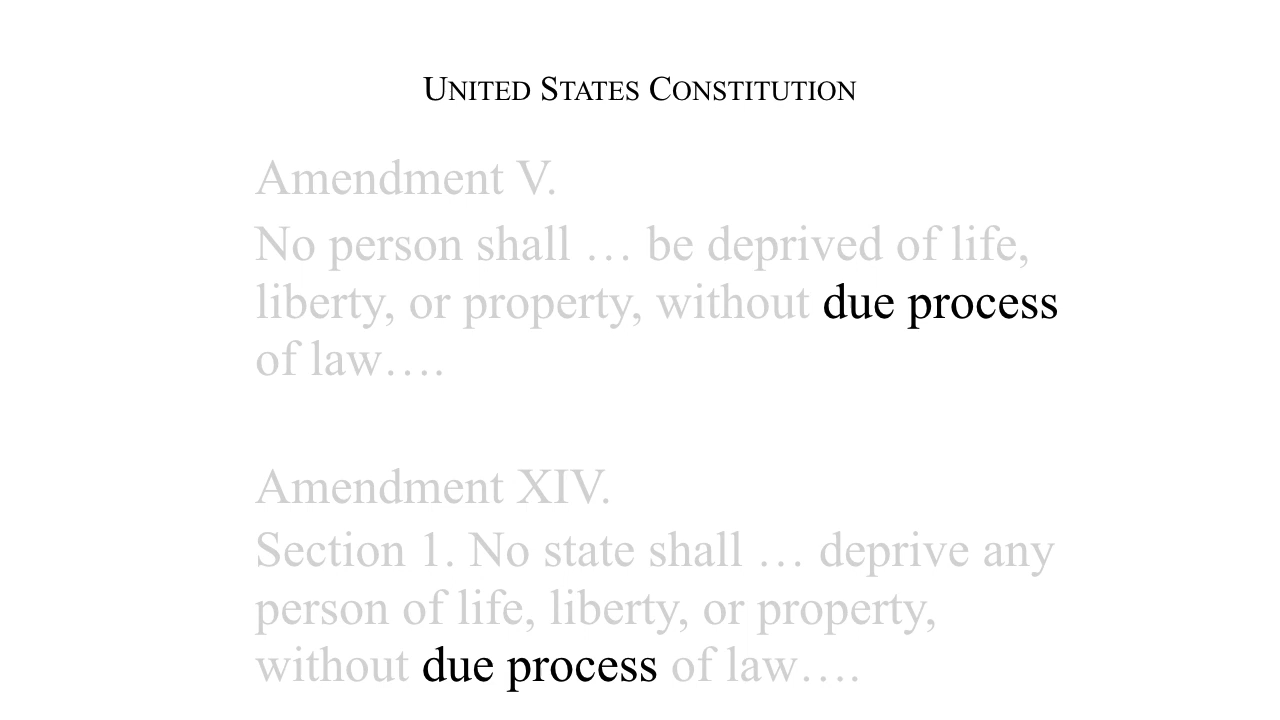 UNITED STATES CONSTITUTION
Amendment V.
No person shall … be deprived of life,
liberty, or property, without due process
of law….
Amendment XIV.
Section 1. No state shall … deprive any
person of life, liberty, or property,
without due process of law….